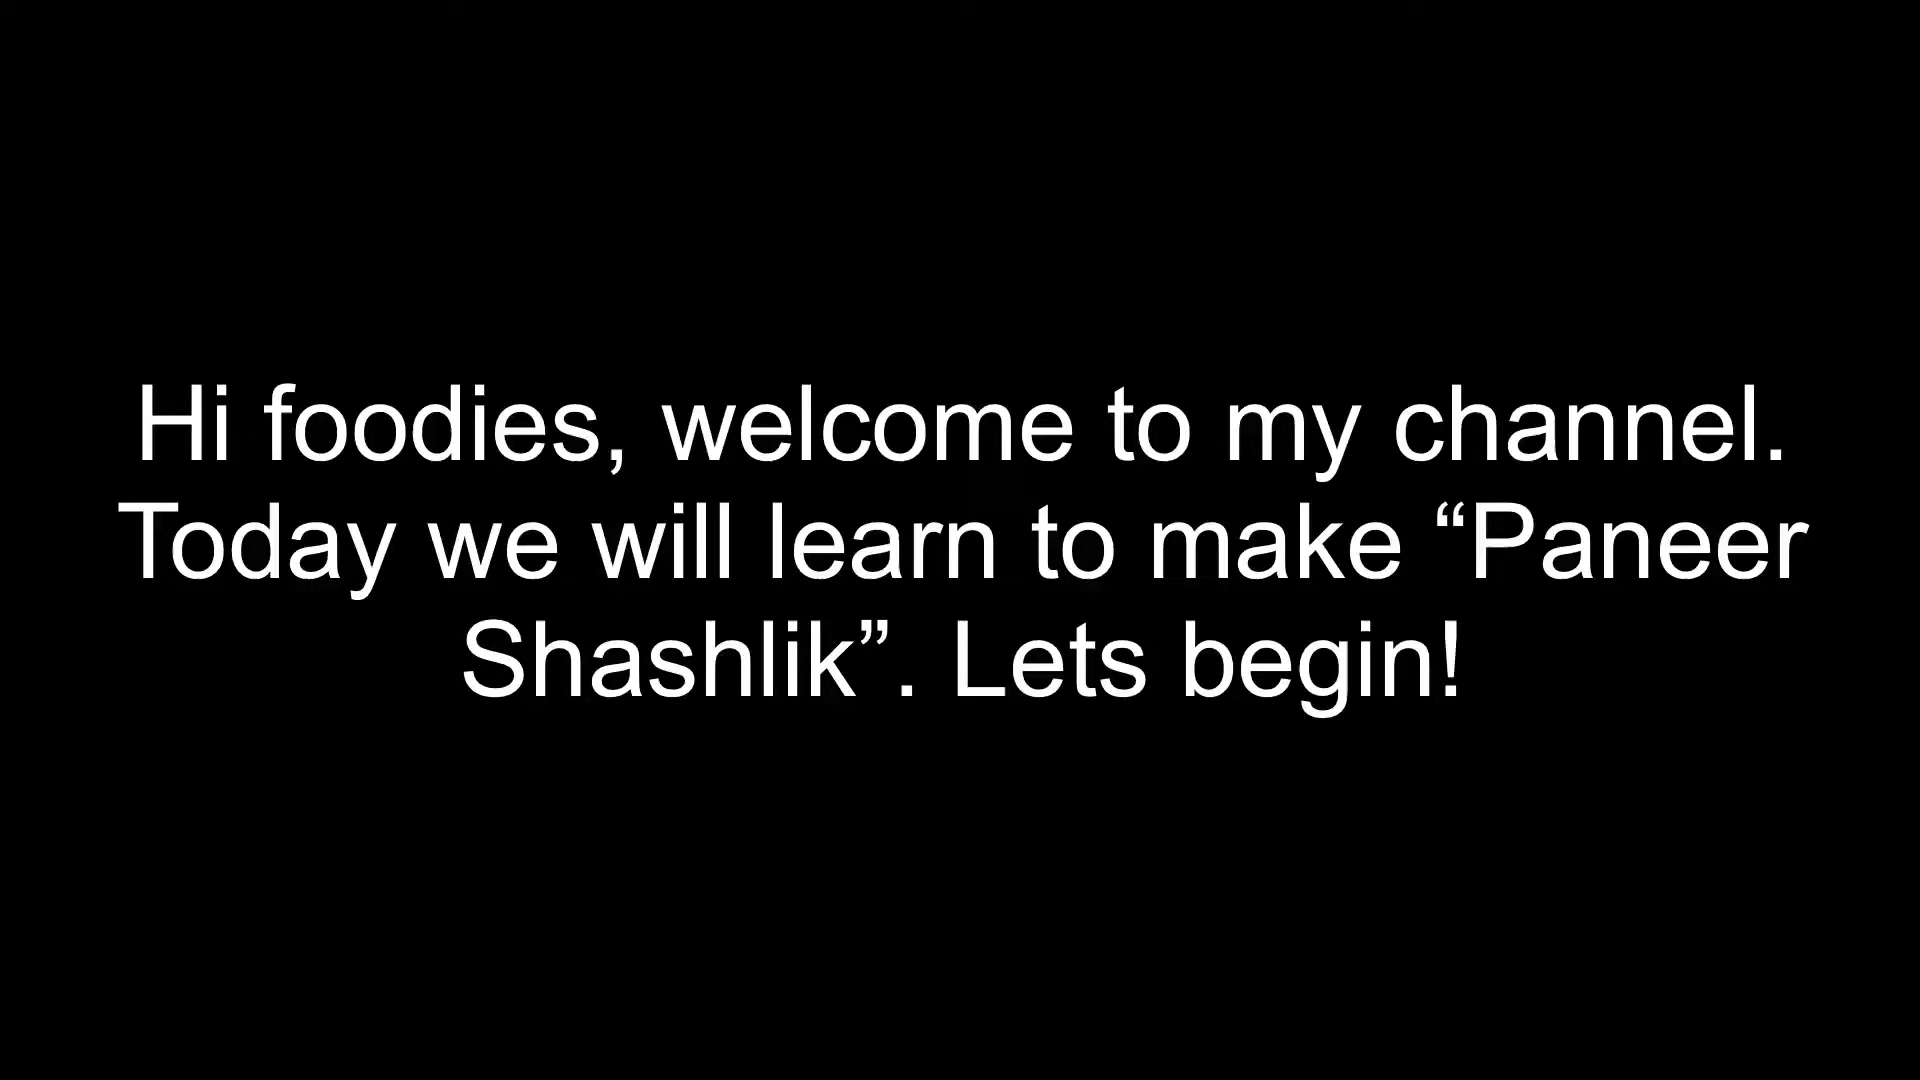 Hi foodies, welcome to my channel.
Today we will learn to make “Paneer
Shashlik”. Lets begin!